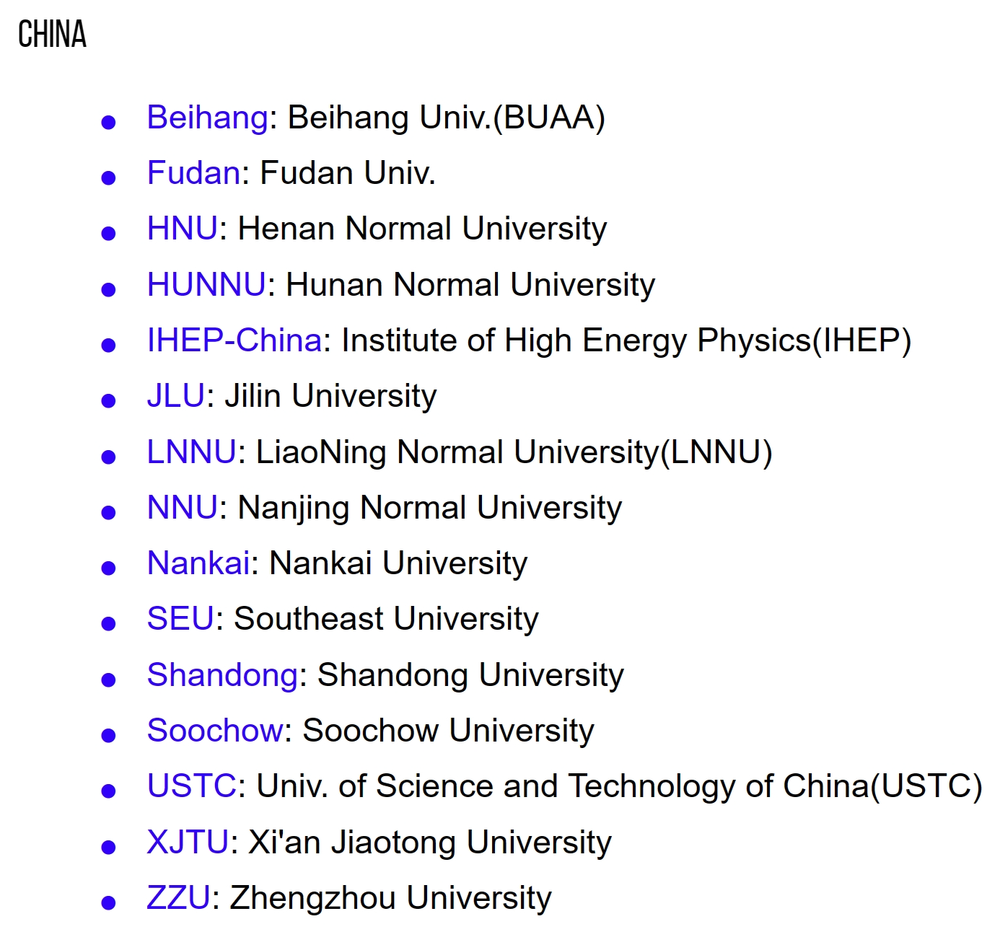 CHINA
Beihang: Beihang Univ.(BUAA)
Fudan: Fudan Univ.
HNU: Henan Normal University
HUNNU: Hunan Normal University
IHEP-China: Institute of High Energy Physics(IHEP)
JLU: Jilin University
LNNU: LiaoNing Normal University(LNNU)
NNU: Nanjing Normal University
Nankai: Nankai University
SEU: Southeast University
Shandong: Shandong University
Soochow: Soochow University
USTC: Univ. of Science and Technology of China(USTC)
XJTU: Xi'an Jiaotong University
ZZU: Zhengzhou University